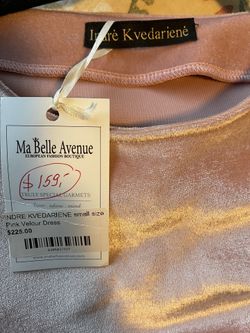 Indrė Kvedarienė
Ma Belle Avenue
EUROPEAN FASHION BOUTIQUE
$159,-
TRULY SPECIAL GARMETS
INDRE KVEDARIENE small size
Pink Velour Dress
$225.00